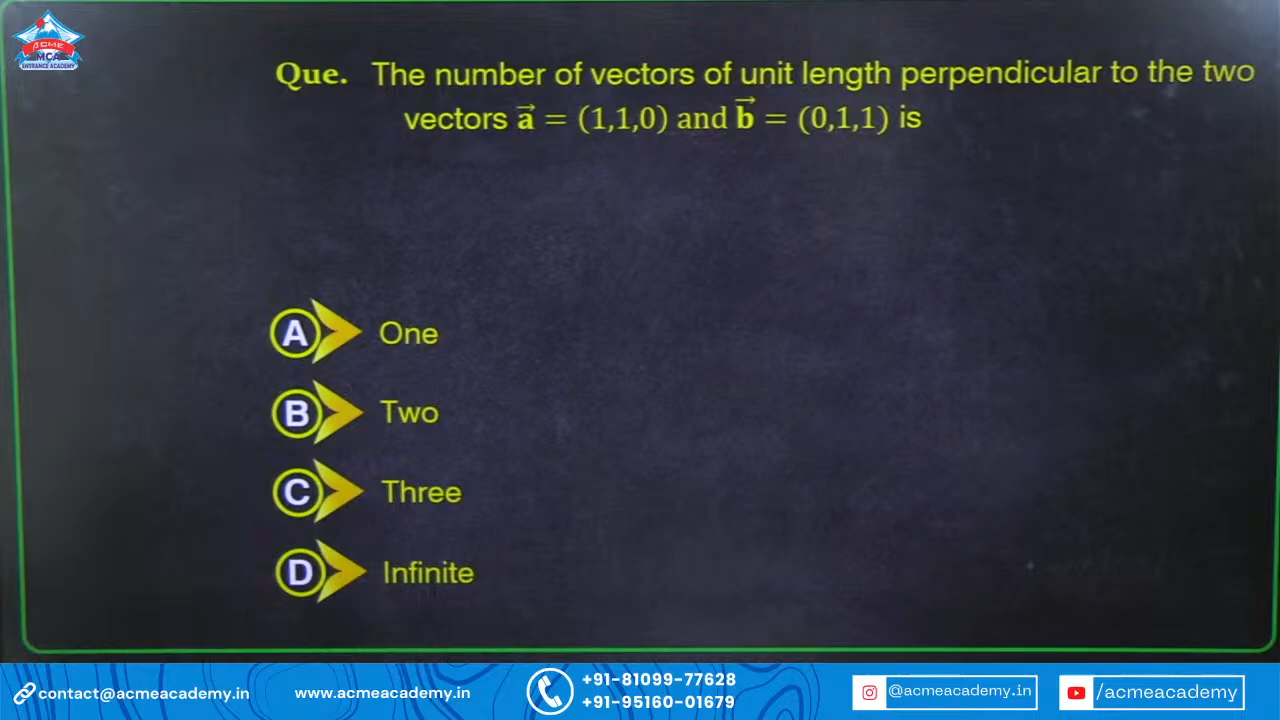 ACME
MCA
ENTRANCE ACADEMY
Que. The number of vectors of unit length perpendicular to the two
vectors a⃗ = (1,1,0) and b⃗ = (0,1,1) is
A One
B Two
C Three
D Infinite
contact@acmeacademy.in
www.acmeacademy.in
+91-81099-77628
+91-95160-01679
@acmeacademy.in
/acmeacademy